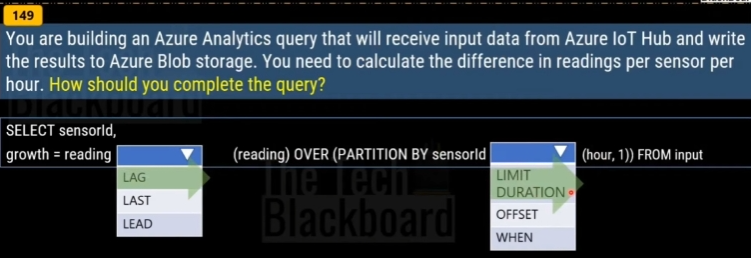 149
You are building an Azure Analytics query that will receive input data from Azure IoT Hub and write
the results to Azure Blob storage. You need to calculate the difference in readings per sensor per
hour. How should you complete the query?
SELECT sensorId,
growth = reading (reading) OVER (PARTITION BY sensorId (hour, 1)) FROM input
LAG
LAST
LEAD
LIMIT
DURATION
OFFSET
WHEN
The Tech
Blackboard